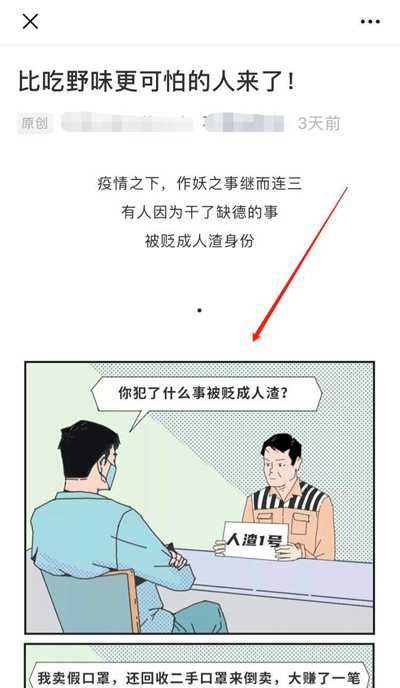 比吃野味更可怕的人来了！
原创
3天前
疫情之下，作妖之事继而连三
有人因为干了缺德的事
被贬成人渣身份
你犯了什么事被贬成人渣？
人渣1号
我卖假口罩，还回收二手口罩来倒卖，大赚了一笔